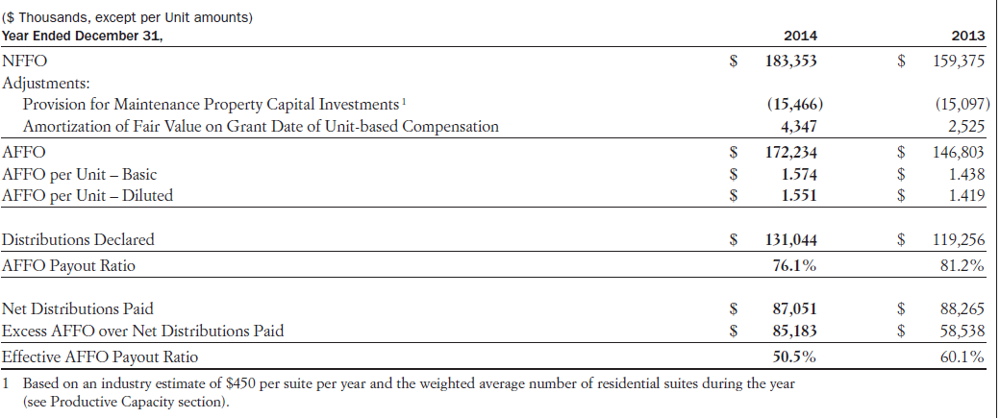 ($ Thousands, except per Unit amounts)
Year Ended December 31, 2014 2013
NFFO $ 183,353 $ 159,375
Adjustments:
Provision for Maintenance Property Capital Investments 1 (15,466) (15,097)
Amortization of Fair Value on Grant Date of Unit-based Compensation 4,347 2,525
AFFO $ 172,234 $ 146,803
AFFO per Unit – Basic $ 1.574 $ 1.438
AFFO per Unit – Diluted $ 1.551 $ 1.419
Distributions Declared $ 131,044 $ 119,256
AFFO Payout Ratio 76.1% 81.2%
Net Distributions Paid $ 87,051 $ 88,265
Excess AFFO over Net Distributions Paid $ 85,183 $ 58,538
Effective AFFO Payout Ratio 50.5% 60.1%
1 Based on an industry estimate of $450 per suite per year and the weighted average number of residential suites during the year
(see Productive Capacity section).